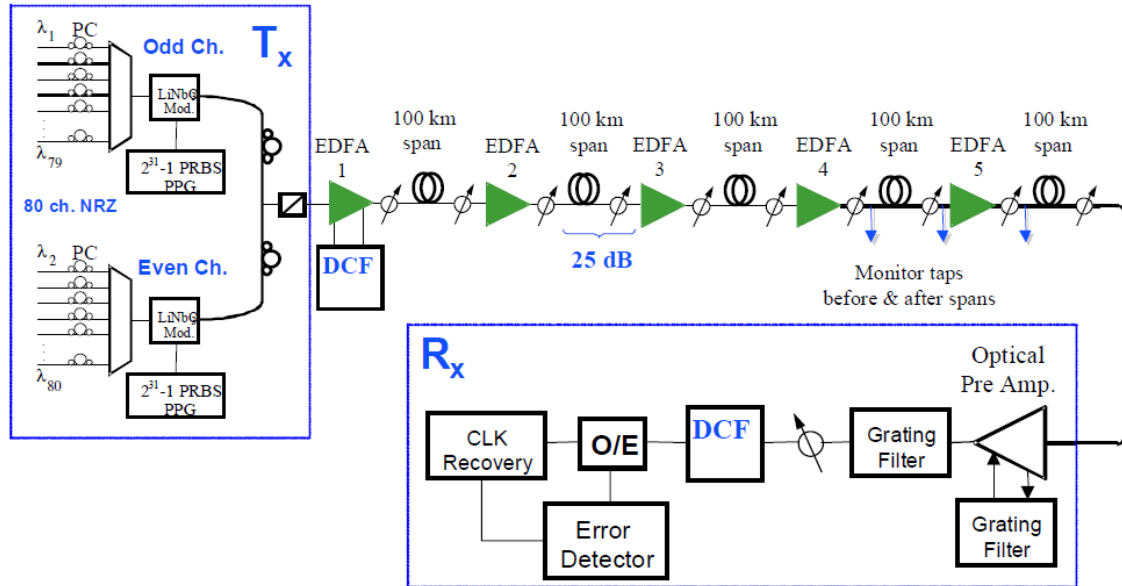 λ1 PC
Odd Ch.
Tx
LiNbO
Mod.
λ79
2^31-1 PRBS
PPG
80 ch. NRZ
λ2 PC
Even Ch.
LiNbO
Mod.
λ80
2^31-1 PRBS
PPG
EDFA
1
DCF
100 km
span
EDFA
2
100 km
span
25 dB
EDFA
3
100 km
span
EDFA
4
100 km
span
EDFA
5
100 km
span
Monitor taps
before & after spans
Rx
Optical
Pre Amp.
CLK
Recovery
O/E
DCF
Grating
Filter
Error
Detector
Grating
Filter